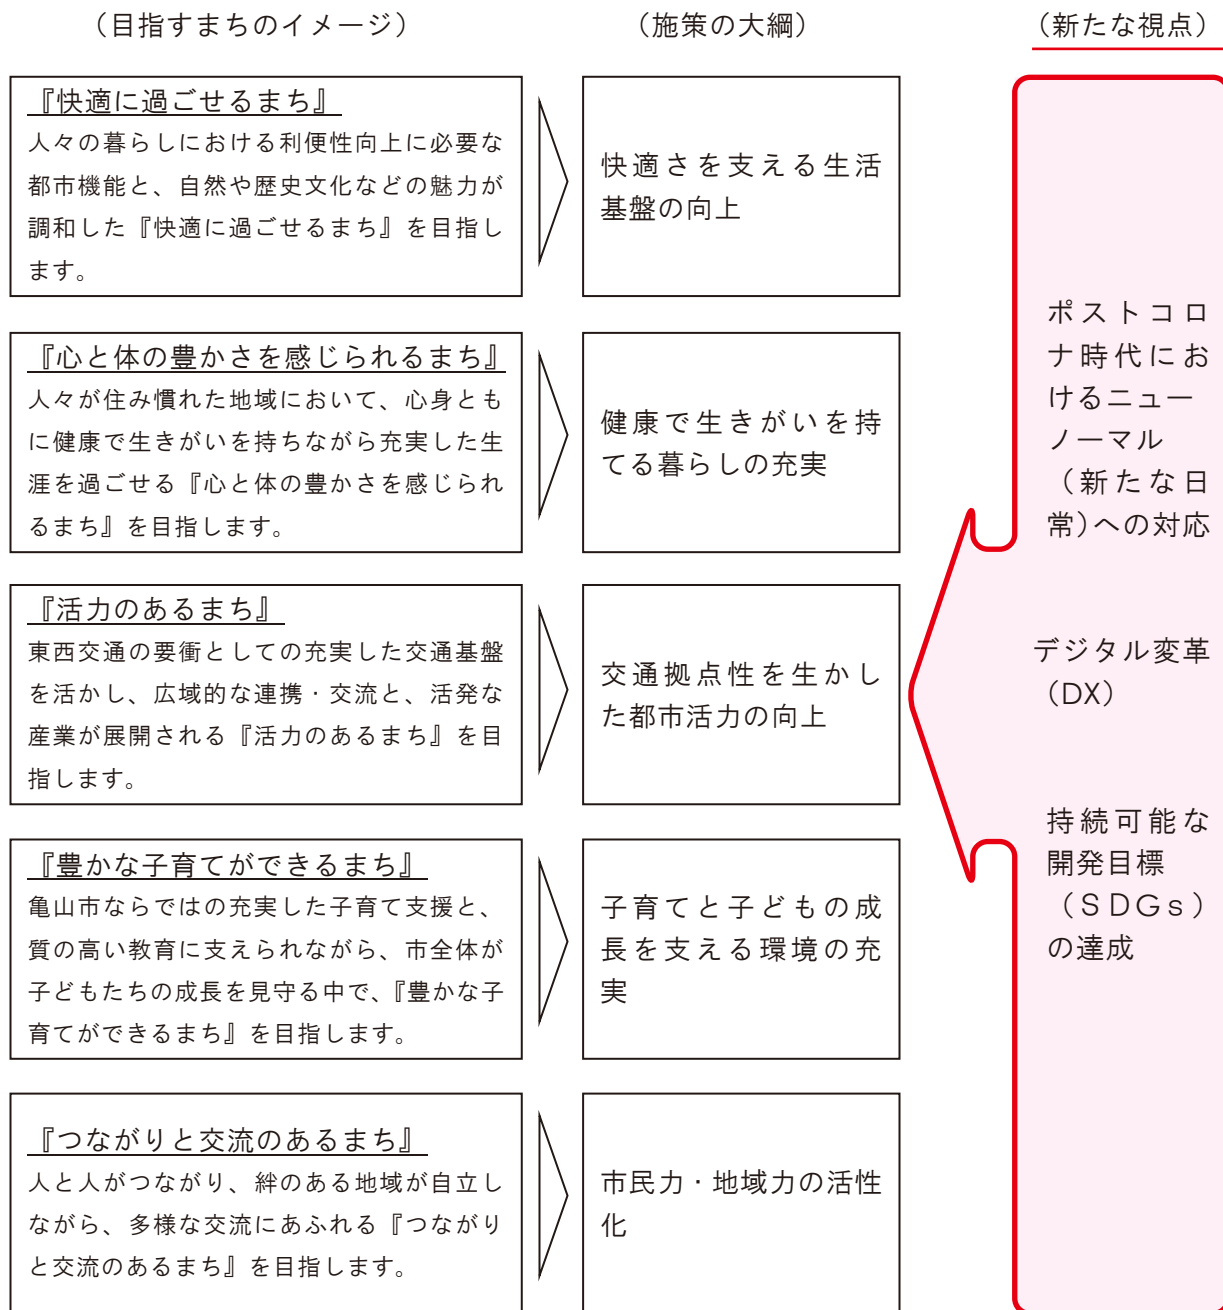 （目指すまちのイメージ）
（施策の大綱）
（新たな視点）
『快適に過ごせるまち』
人々の暮らしにおける利便性向上に必要な
都市機能と、自然や歴史文化などの魅力が
調和した『快適に過ごせるまち』を目指し
ます。
快適さを支える生活
基盤の向上
『心と体の豊かさを感じられるまち』
人々が住み慣れた地域において、心身とも
に健康で生きがいを持ちながら充実した生
涯を過ごせる『心と体の豊かさを感じられ
るまち』を目指します。
健康で生きがいを持
てる暮らしの充実
『活力のあるまち』
東西交通の要衝としての充実した交通基盤
を活かし、広域的な連携・交流と、活発な
産業が展開される『活力のあるまち』を目
指します。
交通拠点性を生かし
た都市活力の向上
『豊かな子育てができるまち』
亀山市ならではの充実した子育て支援と、
質の高い教育に支えられながら、市全体が
子どもたちの成長を見守る中で、『豊かな子
育てができるまち』を目指します。
子育てと子どもの成
長を支える環境の充
実
『つながりと交流のあるまち』
人と人がつながり、絆のある地域が自立し
ながら、多様な交流にあふれる『つながり
と交流のあるまち』を目指します。
市民力・地域力の活性
化
ポストコロ
ナ時代にお
けるニュー
ノーマル
（新たな日
常）への対応
デジタル変革
（DX）
持続可能な
開発目標
（ＳＤＧｓ）
の達成